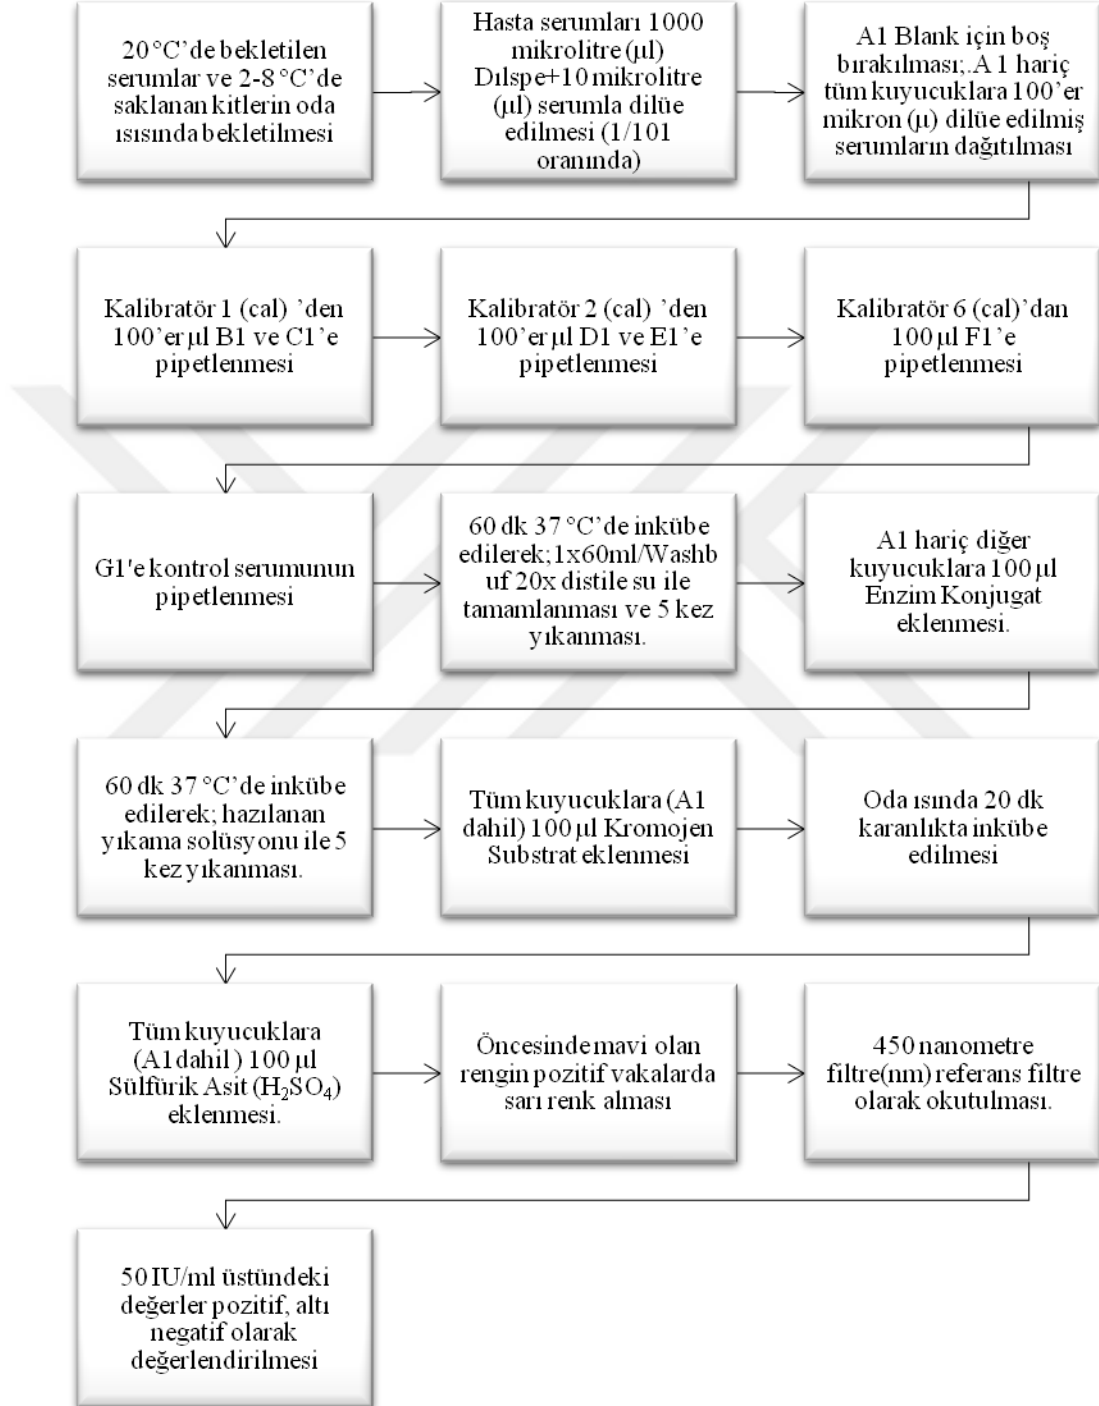 20 °C’de bekletilen
serumlar ve 2-8 °C’de
saklanan kitlerin oda
ısısında bekletilmesi
Hasta serumları 1000
mikrolitre (µl)
Dılspe+10 mikrolitre
(µl) serumla dilüe
edilmesi (1/101
oranında)
A1 Blank için boş
bırakılması;.A 1 hariç
tüm kuyucuklara 100’er
mikron (µ) dilüe edilmiş
serumların dağıtılması
Kalibratör 1 (cal) ’den
100’er µl B1 ve C1’e
pipetlenmesi
Kalibratör 2 (cal) ’den
100’er µl D1 ve E1’e
pipetlenmesi
Kalibratör 6 (cal)’dan
100 µl F1’e
pipetlenmesi
G1'e kontrol serumunun
pipetlenmesi
60 dk 37 °C’de inkübe
edilerek;1x60ml/Washb
uf 20x distile su ile
tamamlanması ve 5 kez
yıkanması.
A1 hariç diğer
kuyucuklara 100 µl
Enzim Konjugat
eklenmesi.
60 dk 37 °C’de inkübe
edilerek; hazılanan
yıkama solüsyonu ile 5
kez yıkanması.
Tüm kuyucuklara (A1
dahil) 100 µl Kromojen
Substrat eklenmesi
Oda ısında 20 dk
karanlıkta inkübe
edilmesi
Tüm kuyucuklara
(A1dahil ) 100 µl
Sülfürik Asit (H₂SO₄)
eklenmesi.
Öncesinde mavi olan
rengin pozitif vakalarda
sarı renk alması
450 nanometre
filtre(nm) referans filtre
olarak okutulması.
50 IU/ml üstündeki
değerler pozitif, altı
negatif olarak
değerlendirilmesi